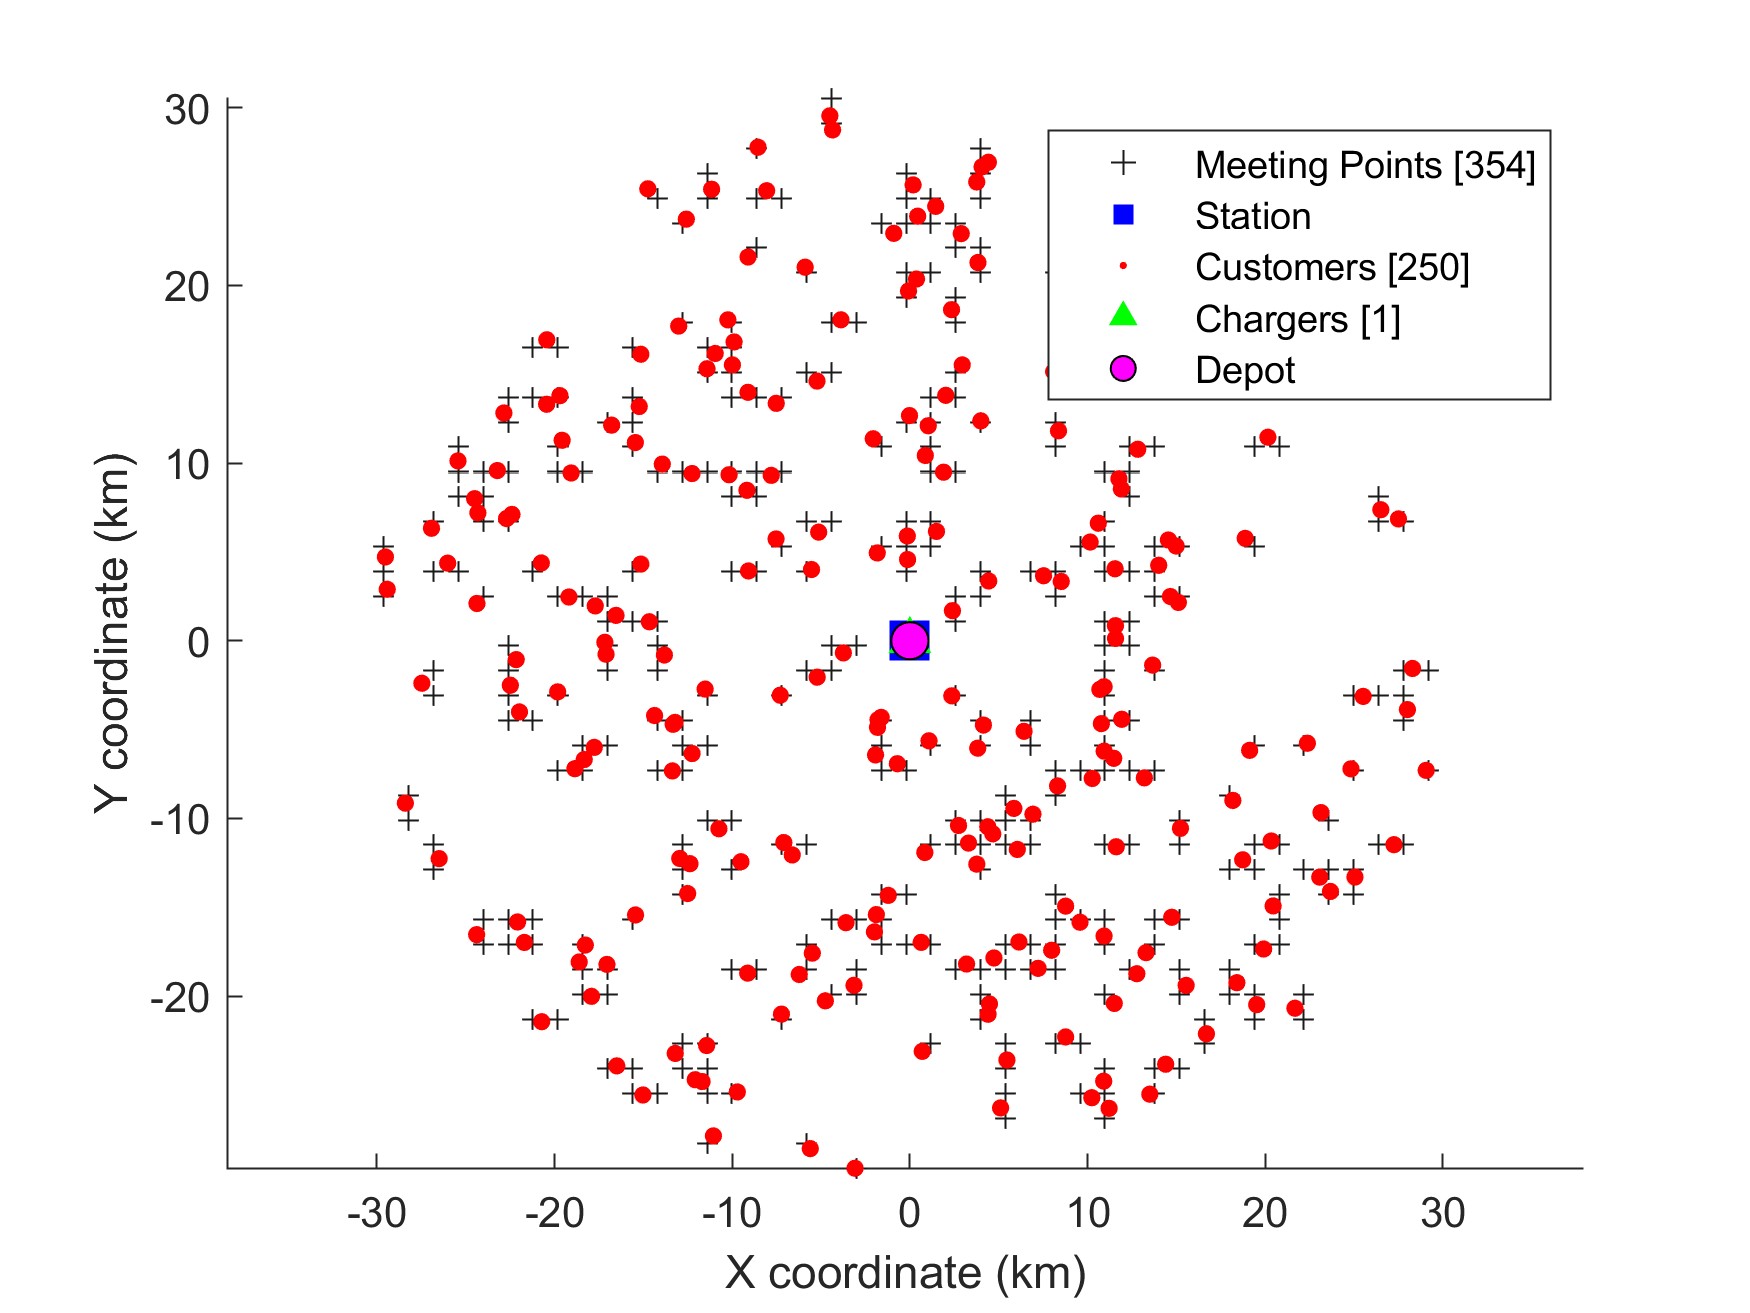 30
20
10
0
-10
-20
Y coordinate (km)
Meeting Points [354]
Station
Customers [250]
Chargers [1]
Depot
-30 -20 -10 0 10 20 30
X coordinate (km)